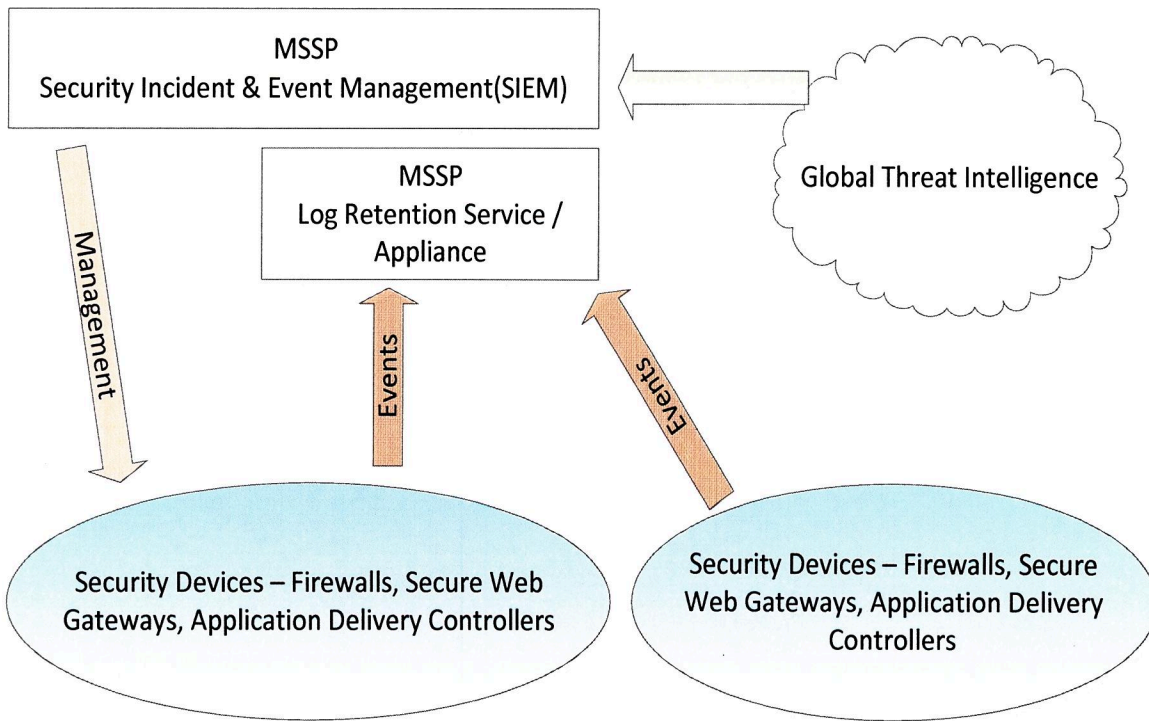 MSSP
Security Incident & Event Management(SIEM)
MSSP
Log Retention Service /
Appliance
Global Threat Intelligence
Management
Events
Events
Security Devices – Firewalls, Secure Web
Gateways, Application Delivery Controllers
Security Devices – Firewalls, Secure
Web Gateways, Application Delivery
Controllers